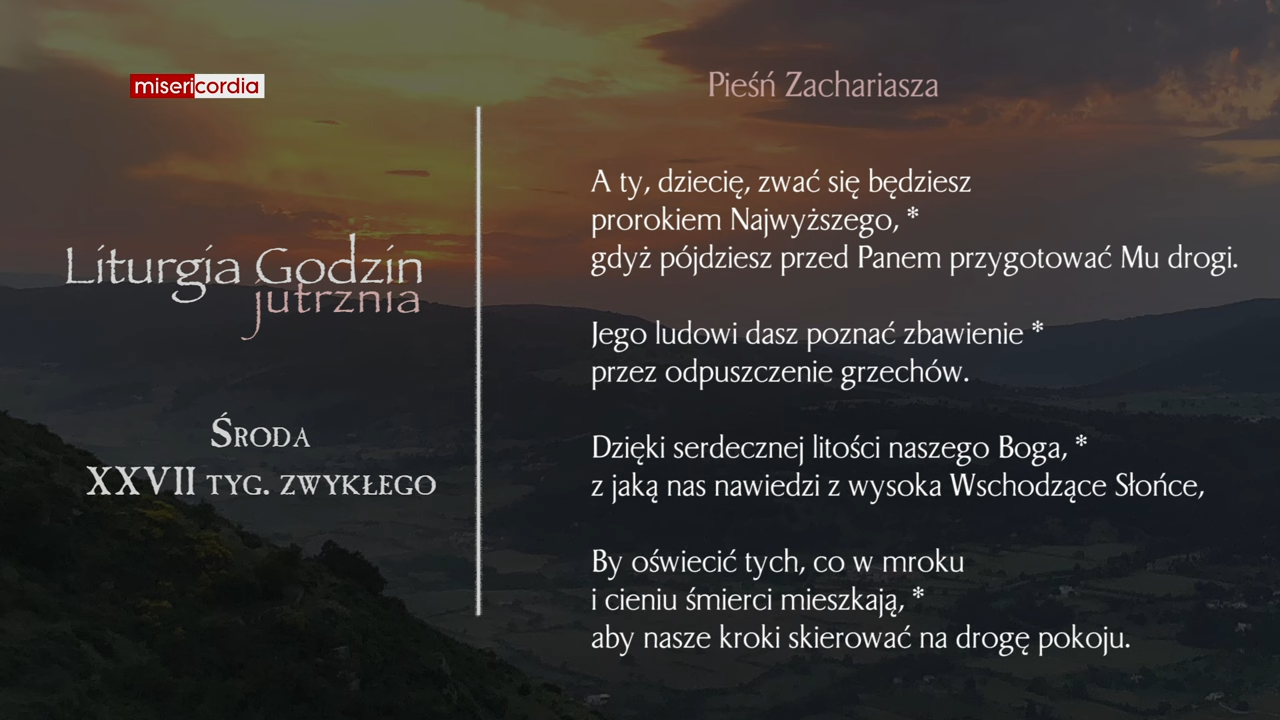 misericordia
Liturgia Godzin
jutrznia
Środa
XXVII tyg. zwykłego
Pieśń Zachariasza
A ty, dziecię, zwać się będziesz
prorokiem Najwyższego, *
gdyż pójdziesz przed Panem przygotować Mu drogi.
Jego ludowi dasz poznać zbawienie *
przez odpuszczenie grzechów.
Dzięki serdecznej litości naszego Boga, *
z jaką nas nawiedzi z wysoka Wschodzące Słońce,
By oświecić tych, co w mroku
i cieniu śmierci mieszkają, *
aby nasze kroki skierować na drogę pokoju.